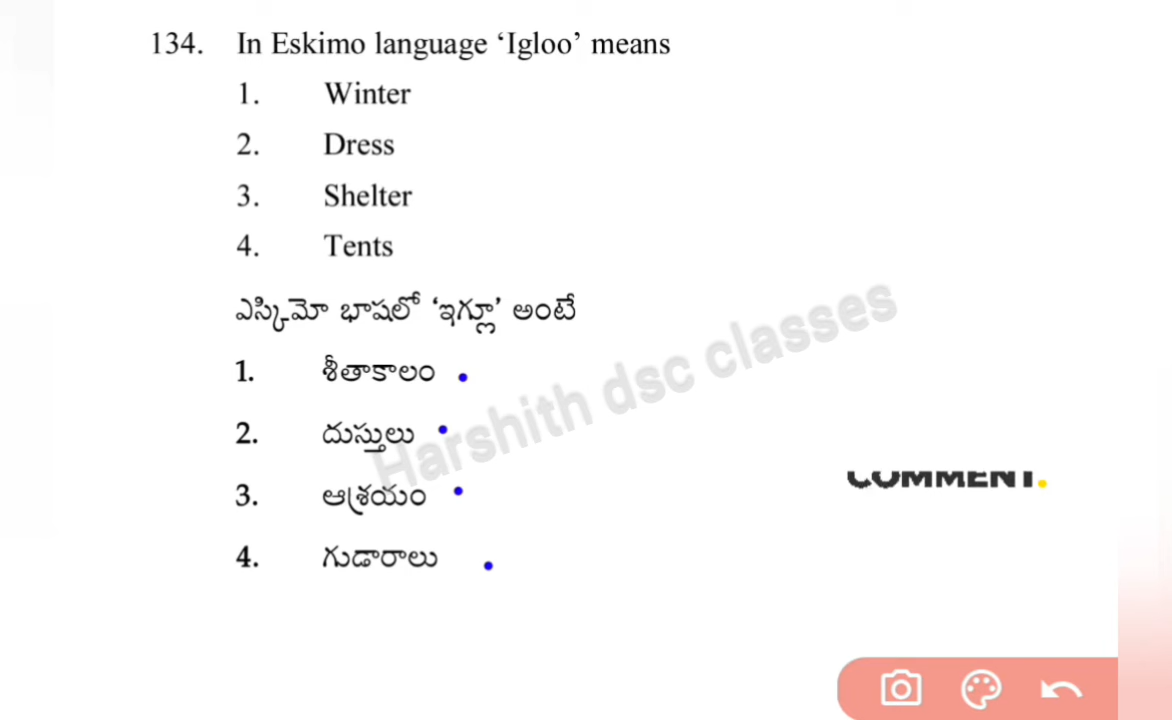 134. In Eskimo language ‘Igloo’ means
1. Winter
2. Dress
3. Shelter
4. Tents
ఎస్కిమో భాషలో ‘ఇగ్లూ’ అంటే
1. శీతాకాలం
2. దుస్తులు
3. ఆశ్రయం
4. గుడారాలు
Harshith dsc classes
COMMENT.